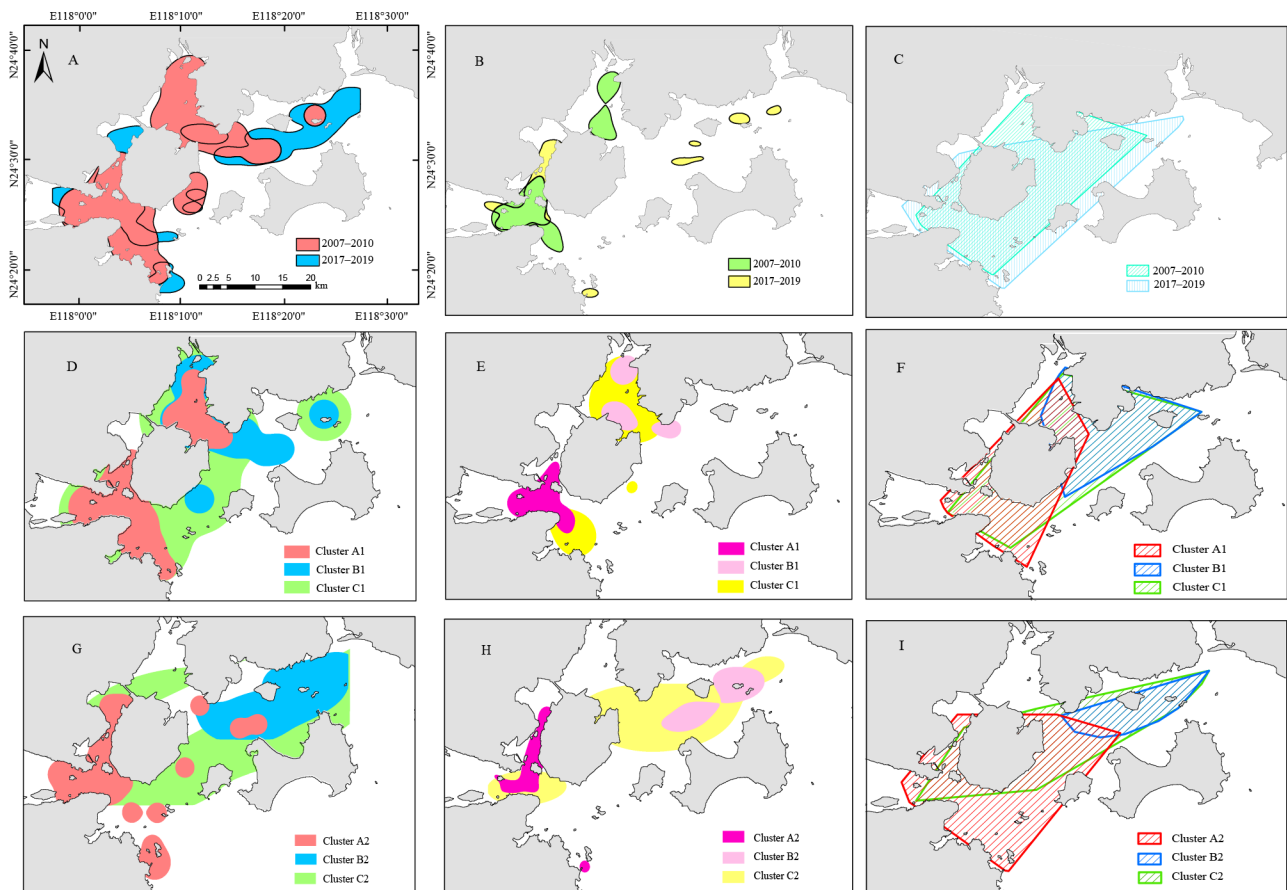 E118°0'0" E118°10'0" E118°20'0" E118°30'0"
N24°40'0" N24°30'0" N24°20'0"
N
A
2007–2010
2017–2019
0 2.5 5 10 15 20
km
E118°0'0" E118°10'0" E118°20'0" E118°30'0"
N24°40'0" N24°30'0" N24°20'0"
B
2007–2010
2017–2019
C
2007–2010
2017–2019
D
Cluster A1
Cluster B1
Cluster C1
E
Cluster A1
Cluster B1
Cluster C1
F
Cluster A1
Cluster B1
Cluster C1
G
Cluster A2
Cluster B2
Cluster C2
H
Cluster A2
Cluster B2
Cluster C2
I
Cluster A2
Cluster B2
Cluster C2